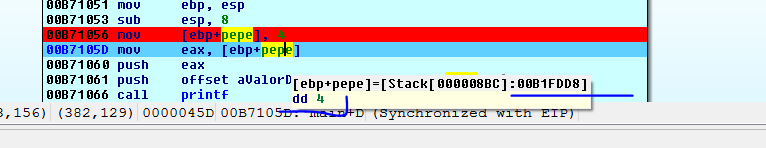 00B71051 mov ebp, esp
00B71053 sub esp, 8
00B71056 mov [ebp+pepe], 4
00B7105D mov eax, [ebp+pepe]
00B71060 push eax
00B71061 push offset aValorD
00B71066 call printf
[ebp+pepe]=[Stack[000008BC]:00B1FDD8]
dd 4
,156) (382,129) 0000045D 00B7105D: main+D (Synchronized with EIP)